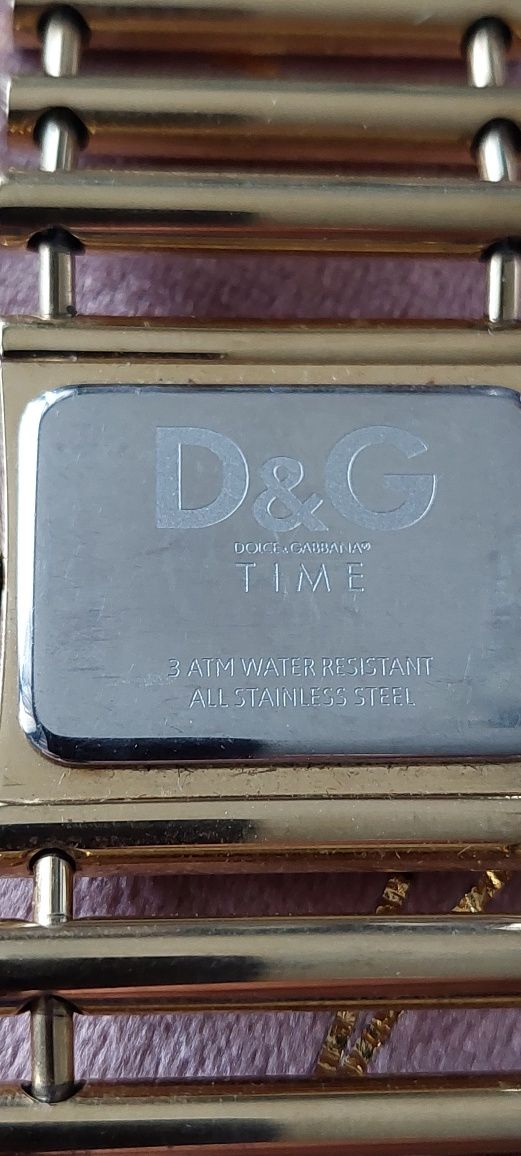 D&G
DOLCE&GABBANA
TIME
3 ATM WATER RESISTANT
ALL STAINLESS STEEL